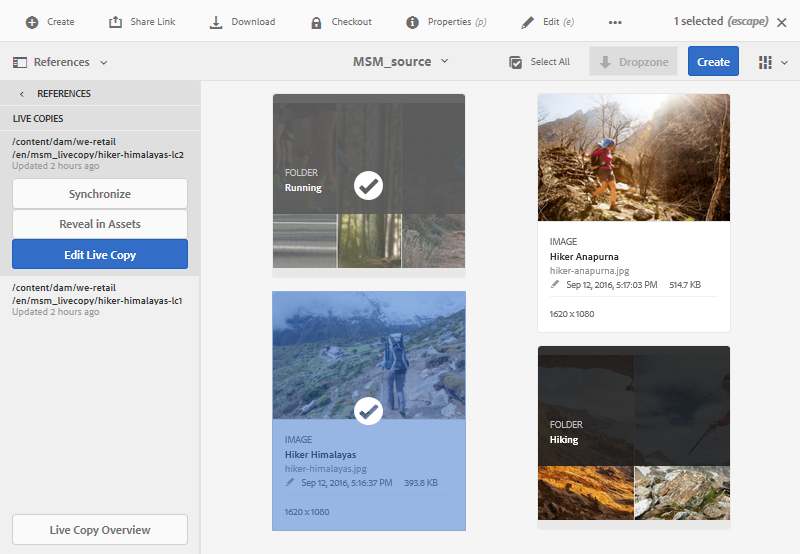 Create
Share Link
Download
Checkout
Properties (p)
Edit (e)
1 selected (escape)
References
MSM_source
Select All
Dropzone
Create
REFERENCES
LIVE COPIES
/content/dam/we-retail
/en/msm_livecopy/hiker-himalayas-lc2
Updated 2 hours ago
Synchronize
Reveal in Assets
Edit Live Copy
/content/dam/we-retail
/en/msm_livecopy/hiker-himalayas-lc1
Updated 2 hours ago
Live Copy Overview
FOLDER
Running
IMAGE
Hiker Anapurna
hiker-anapurna.jpg
Sep 12, 2016, 5:17:03 PM 514.7 KB
1620 x 1080
IMAGE
Hiker Himalayas
hiker-himalayas.jpg
Sep 12, 2016, 5:16:37 PM 393.8 KB
1620 x 1080
FOLDER
Hiking